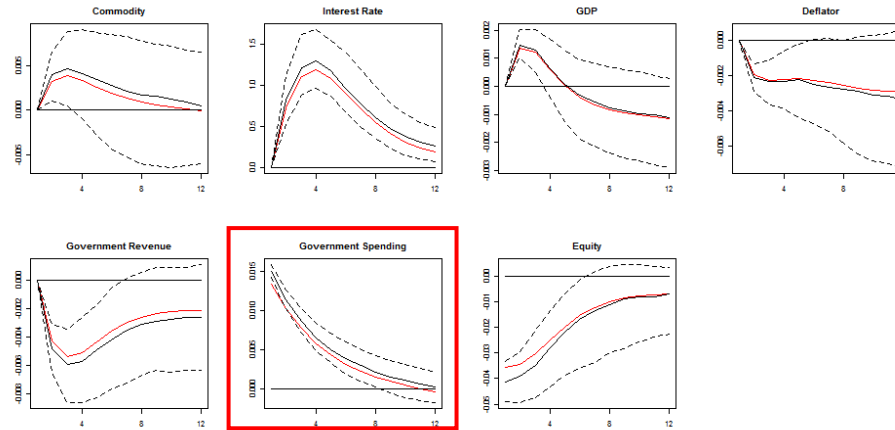 Commodity
0.005
0.000
-0.005
4 8 12
Interest Rate
1.5
1.0
0.5
0.0
4 8 12
GDP
0.002
0.001
0.000
-0.002
-0.003
4 8 12
Deflator
0.000
-0.002
-0.004
-0.006
4 8 12
Government Revenue
0.000
-0.002
-0.004
-0.006
-0.008
4 8 12
Government Spending
0.015
0.010
0.005
0.000
4 8 12
Equity
0.00
-0.01
-0.02
-0.03
-0.04
-0.05
4 8 12